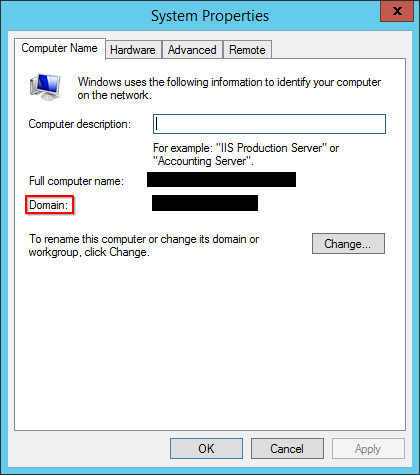 System Properties
Computer Name Hardware Advanced Remote
Windows uses the following information to identify your computer
on the network.
Computer description:
For example: "IIS Production Server" or
"Accounting Server".
Full computer name:
Domain:
To rename this computer or change its domain or
workgroup, click Change.
Change...
OK Cancel Apply